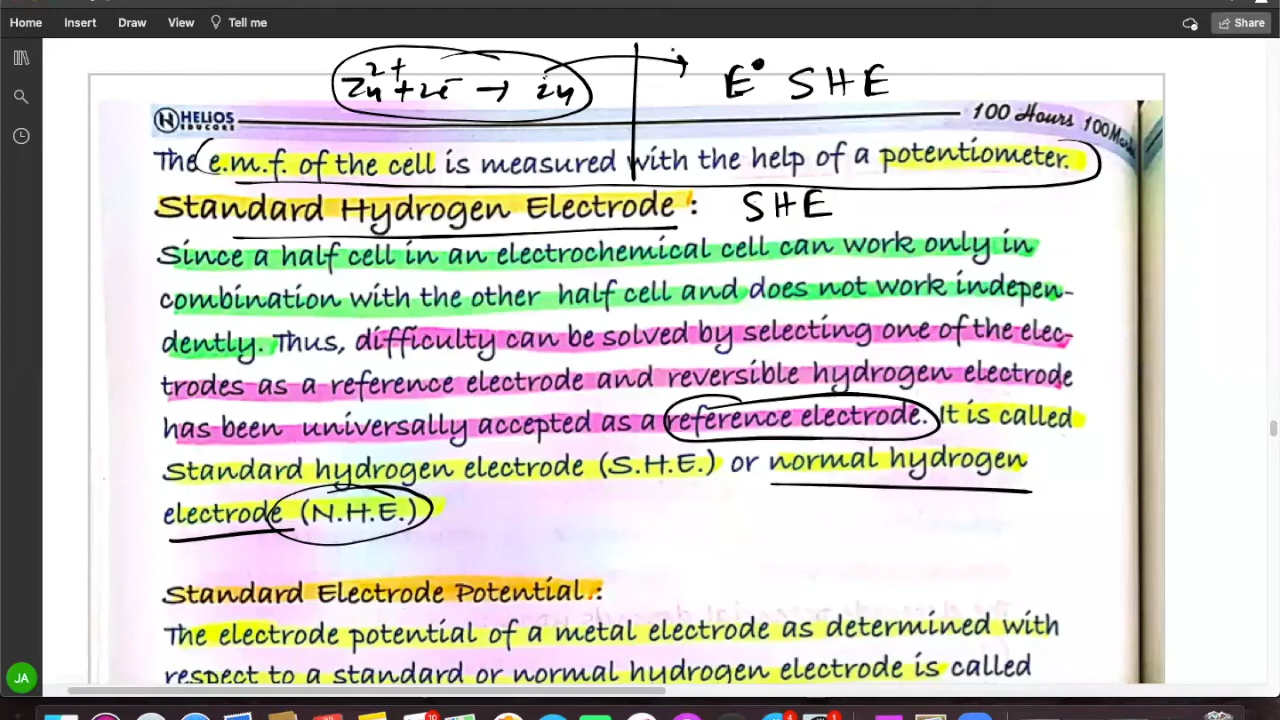 Home Insert Draw View Tell me Share
Zn²⁺ + 2e⁻ → Zn E° SHE
HELIOS
EDUCORE
100 Hours 100
The e.m.f. of the cell is measured with the help of a potentiometer.
Standard Hydrogen Electrode : SHE
Since a half cell in an electrochemical cell can work only in
combination with the other half cell and does not work indepen-
dently. Thus, difficulty can be solved by selecting one of the elec-
trodes as a reference electrode and reversible hydrogen electrode
has been universally accepted as a reference electrode. It is called
Standard hydrogen electrode (S.H.E.) or normal hydrogen
electrode (N.H.E.)
Standard Electrode Potential :
The electrode potential of a metal electrode as determined with
respect to a standard or normal hydrogen electrode is called
JA